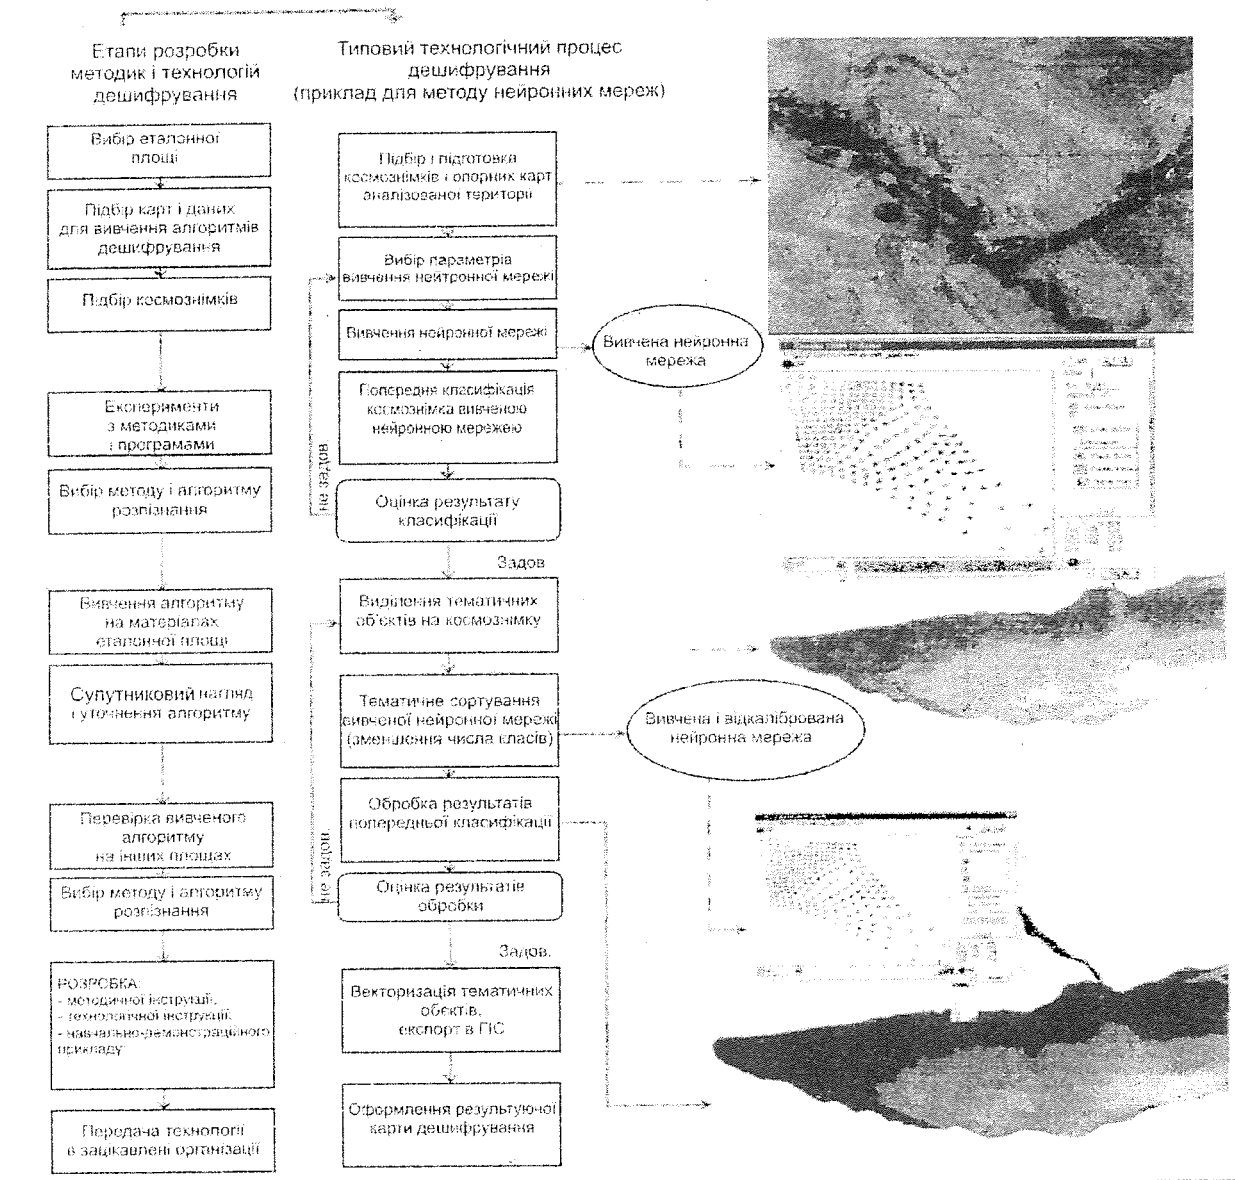 Етапи розробки
методик і технологій
дешифрування
Типовий технологічний процес
дешифрування
(приклад для методу нейронних мереж)
Вибір еталонної
площі
Підбір карт і даних
для вивчення алгоритмів
дешифрування
Підбір космознімків
Експерименти
з методиками
і програмами
Вибір методу і алгоритму
розпізнання
Вивчення алгоритму
на матеріалах
еталонної площі
Супутниковий нагляд
і уточнення алгоритму
Перевірка вивченого
алгоритму
на інших площах
Вибір методу і алгоритму
розпізнання
РОЗРОБКА:
- методичної інструкції,
- технологічної інструкції,
- навчально-демонстраційного
прикладу
Передача технології
в зацікавлені організації
Підбір і підготовка
космознімків і опорних карт
аналізованої території
Вибір параметрів
вивчення нейтронної мережі
Вивчення нейронної мережі
Попередня класифікація
космознімка вивченою
нейронною мережею
не задов.
Оцінка результату
класифікації
Задов
Виділення тематичних
об'єктів на космознімку
Тематичне сортування
вивченої нейронної мережі
(зменшення числа класів)
Обробка результатів
попередньої класифікації
не задов.
Оцінка результатів
обробки
Задов.
Векторизація тематичних
обєктів,
експорт в ГІС
Оформлення результуючої
карти дешифрування
Вивчена нейронна
мережа
Вивчена і відкалібрована
нейронна мережа